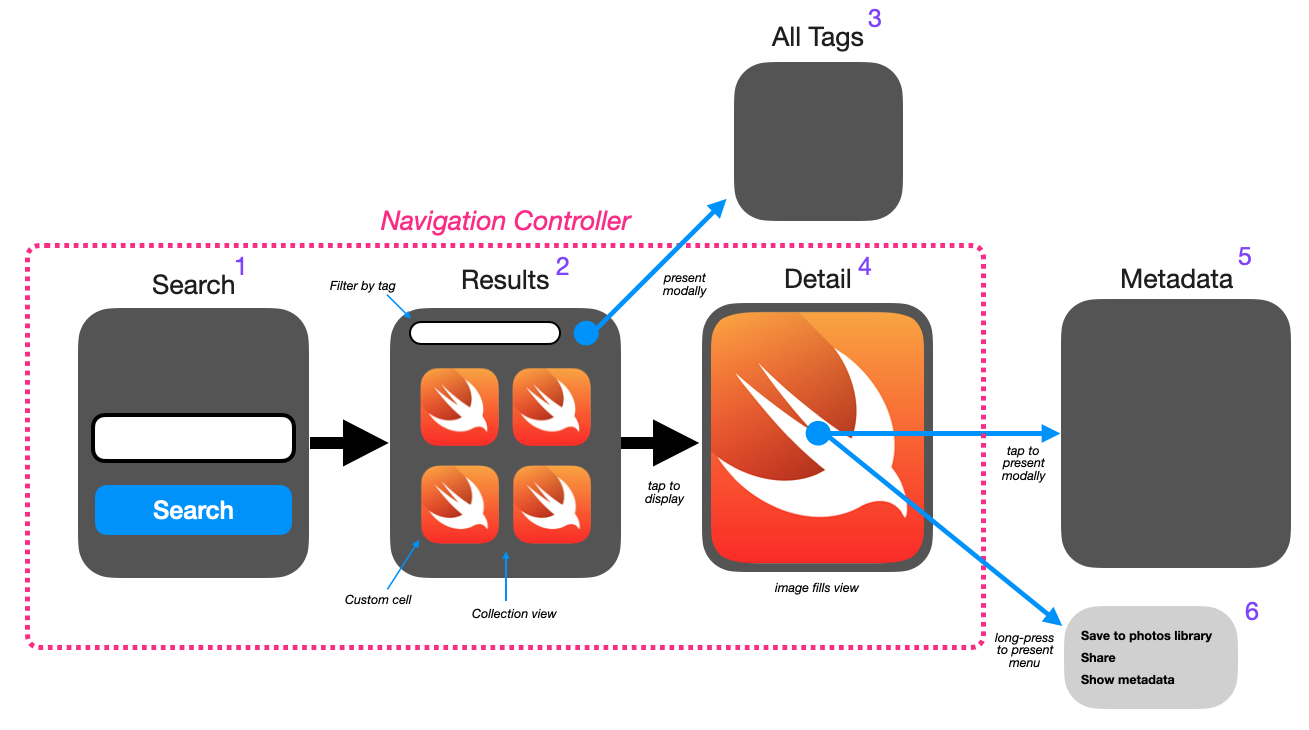 3
All Tags
Navigation Controller
1
Search
2
Results
Filter by tag
present
modally
4
Detail
5
Metadata
Search
tap to
display
tap to
present
modally
Custom cell
Collection view
image fills view
long-press
to present
menu
6
Save to photos library
Share
Show metadata